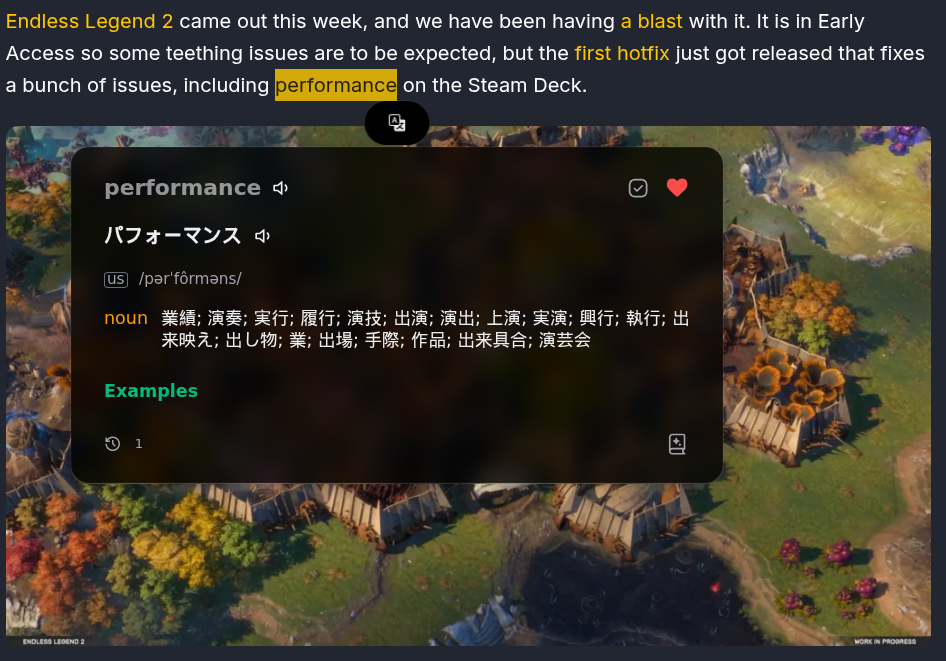 Endless Legend 2 came out this week, and we have been having a blast with it. It is in Early
Access so some teething issues are to be expected, but the first hotfix just got released that fixes
a bunch of issues, including performance on the Steam Deck.
performance
パフォーマンス
us /pərˈfôrməns/
noun 業績; 演奏; 実行; 履行; 演技; 出演; 演出; 上演; 実演; 興行; 執行; 出
来映え; 出し物; 業; 出場; 手際; 作品; 出来具合; 演芸会
Examples
1
ENDLESS LEGEND 2
WORK IN PROGRESS